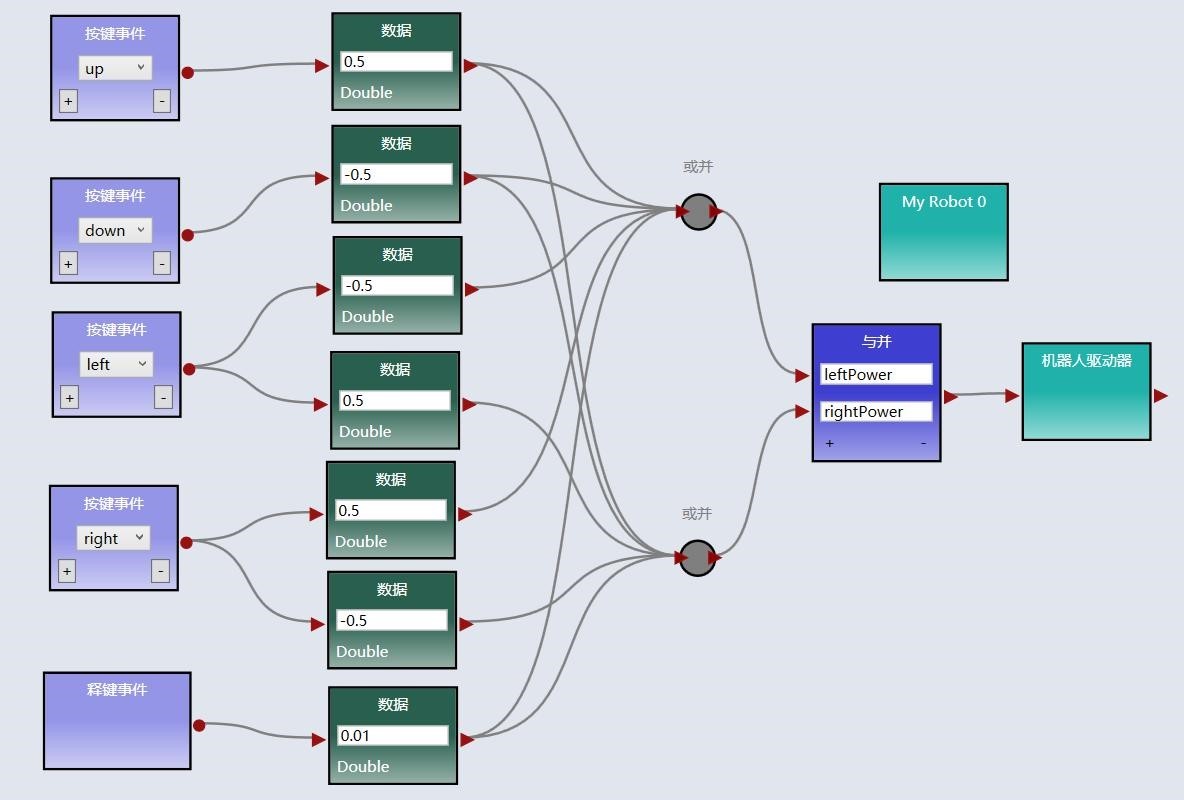 按键事件
up
+ -
数据
0.5
Double
按键事件
down
+ -
数据
-0.5
Double
按键事件
left
+ -
数据
-0.5
Double
数据
0.5
Double
按键事件
right
+ -
数据
0.5
Double
数据
-0.5
Double
释键事件
数据
0.01
Double
或并
或并
My Robot 0
与并
leftPower
rightPower
+ -
机器人驱动器